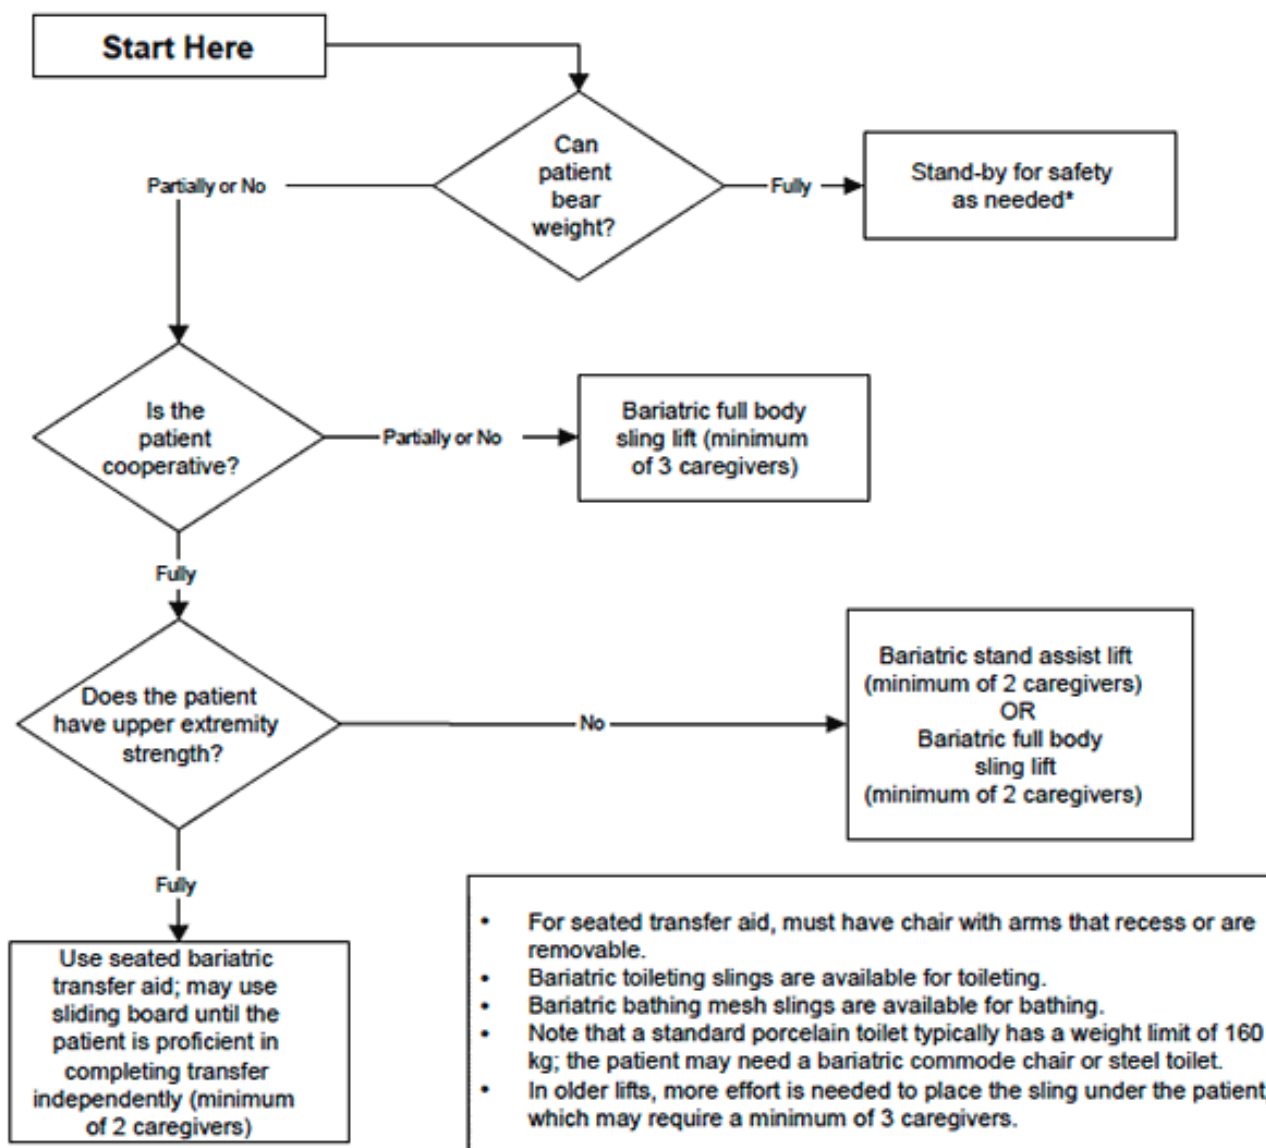 Start Here
Can
patient
bear
weight?
Partially or No
Fully
Stand-by for safety
as needed*
Is the
patient
cooperative?
Partially or No
Bariatric full body
sling lift (minimum
of 3 caregivers)
Fully
Does the patient
have upper extremity
strength?
No
Bariatric stand assist lift
(minimum of 2 caregivers)
OR
Bariatric full body
sling lift
(minimum of 2 caregivers)
Fully
Use seated bariatric
transfer aid; may use
sliding board until the
patient is proficient in
completing transfer
independently (minimum
of 2 caregivers)
• For seated transfer aid, must have chair with arms that recess or are
removable.
• Bariatric toileting slings are available for toileting.
• Bariatric bathing mesh slings are available for bathing.
• Note that a standard porcelain toilet typically has a weight limit of 160
kg; the patient may need a bariatric commode chair or steel toilet.
• In older lifts, more effort is needed to place the sling under the patient
which may require a minimum of 3 caregivers.